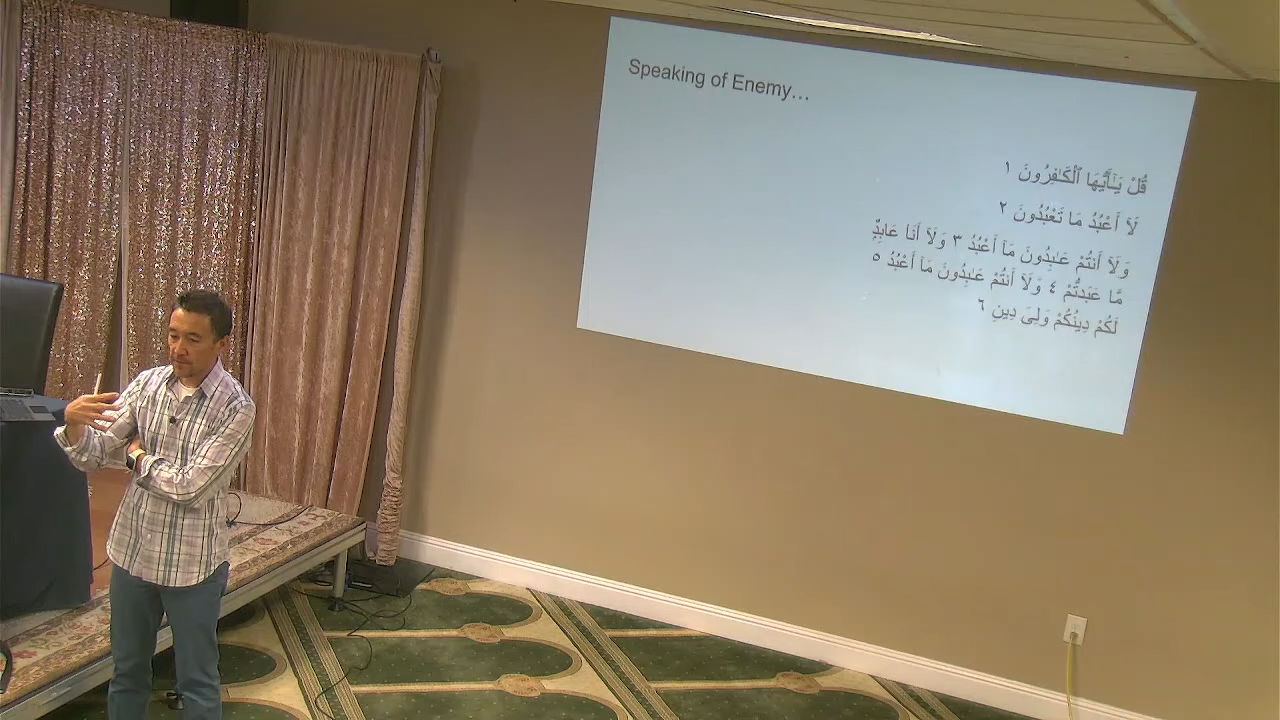 Speaking of Enemy…
قُلْ يَـٰٓأَيُّهَا ٱلْكَـٰفِرُونَ ١
لَآ أَعْبُدُ مَا تَعْبُدُونَ ٢
وَلَآ أَنتُمْ عَـٰبِدُونَ مَآ أَعْبُدُ ٣ وَلَآ أَنَا۠ عَابِدٌ
مَّا عَبَدتُّمْ ٤ وَلَآ أَنتُمْ عَـٰبِدُونَ مَآ أَعْبُدُ ٥
لَكُمْ دِينُكُمْ وَلِىَ دِينِ ٦